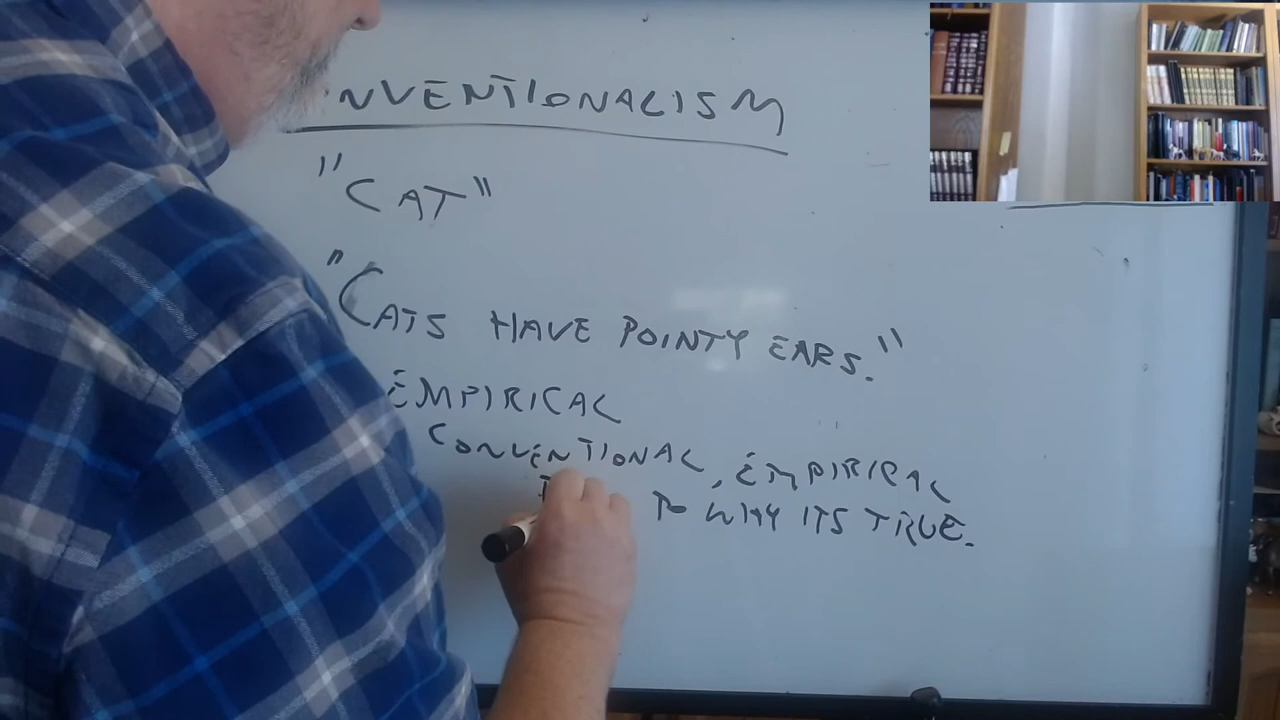 NVENTIONALISM
"CAT"
"CATS HAVE POINTY EARS."
EMPIRICAL
CONVENTIONAL, EMPIRICAL
TO WHY ITS TRUE.